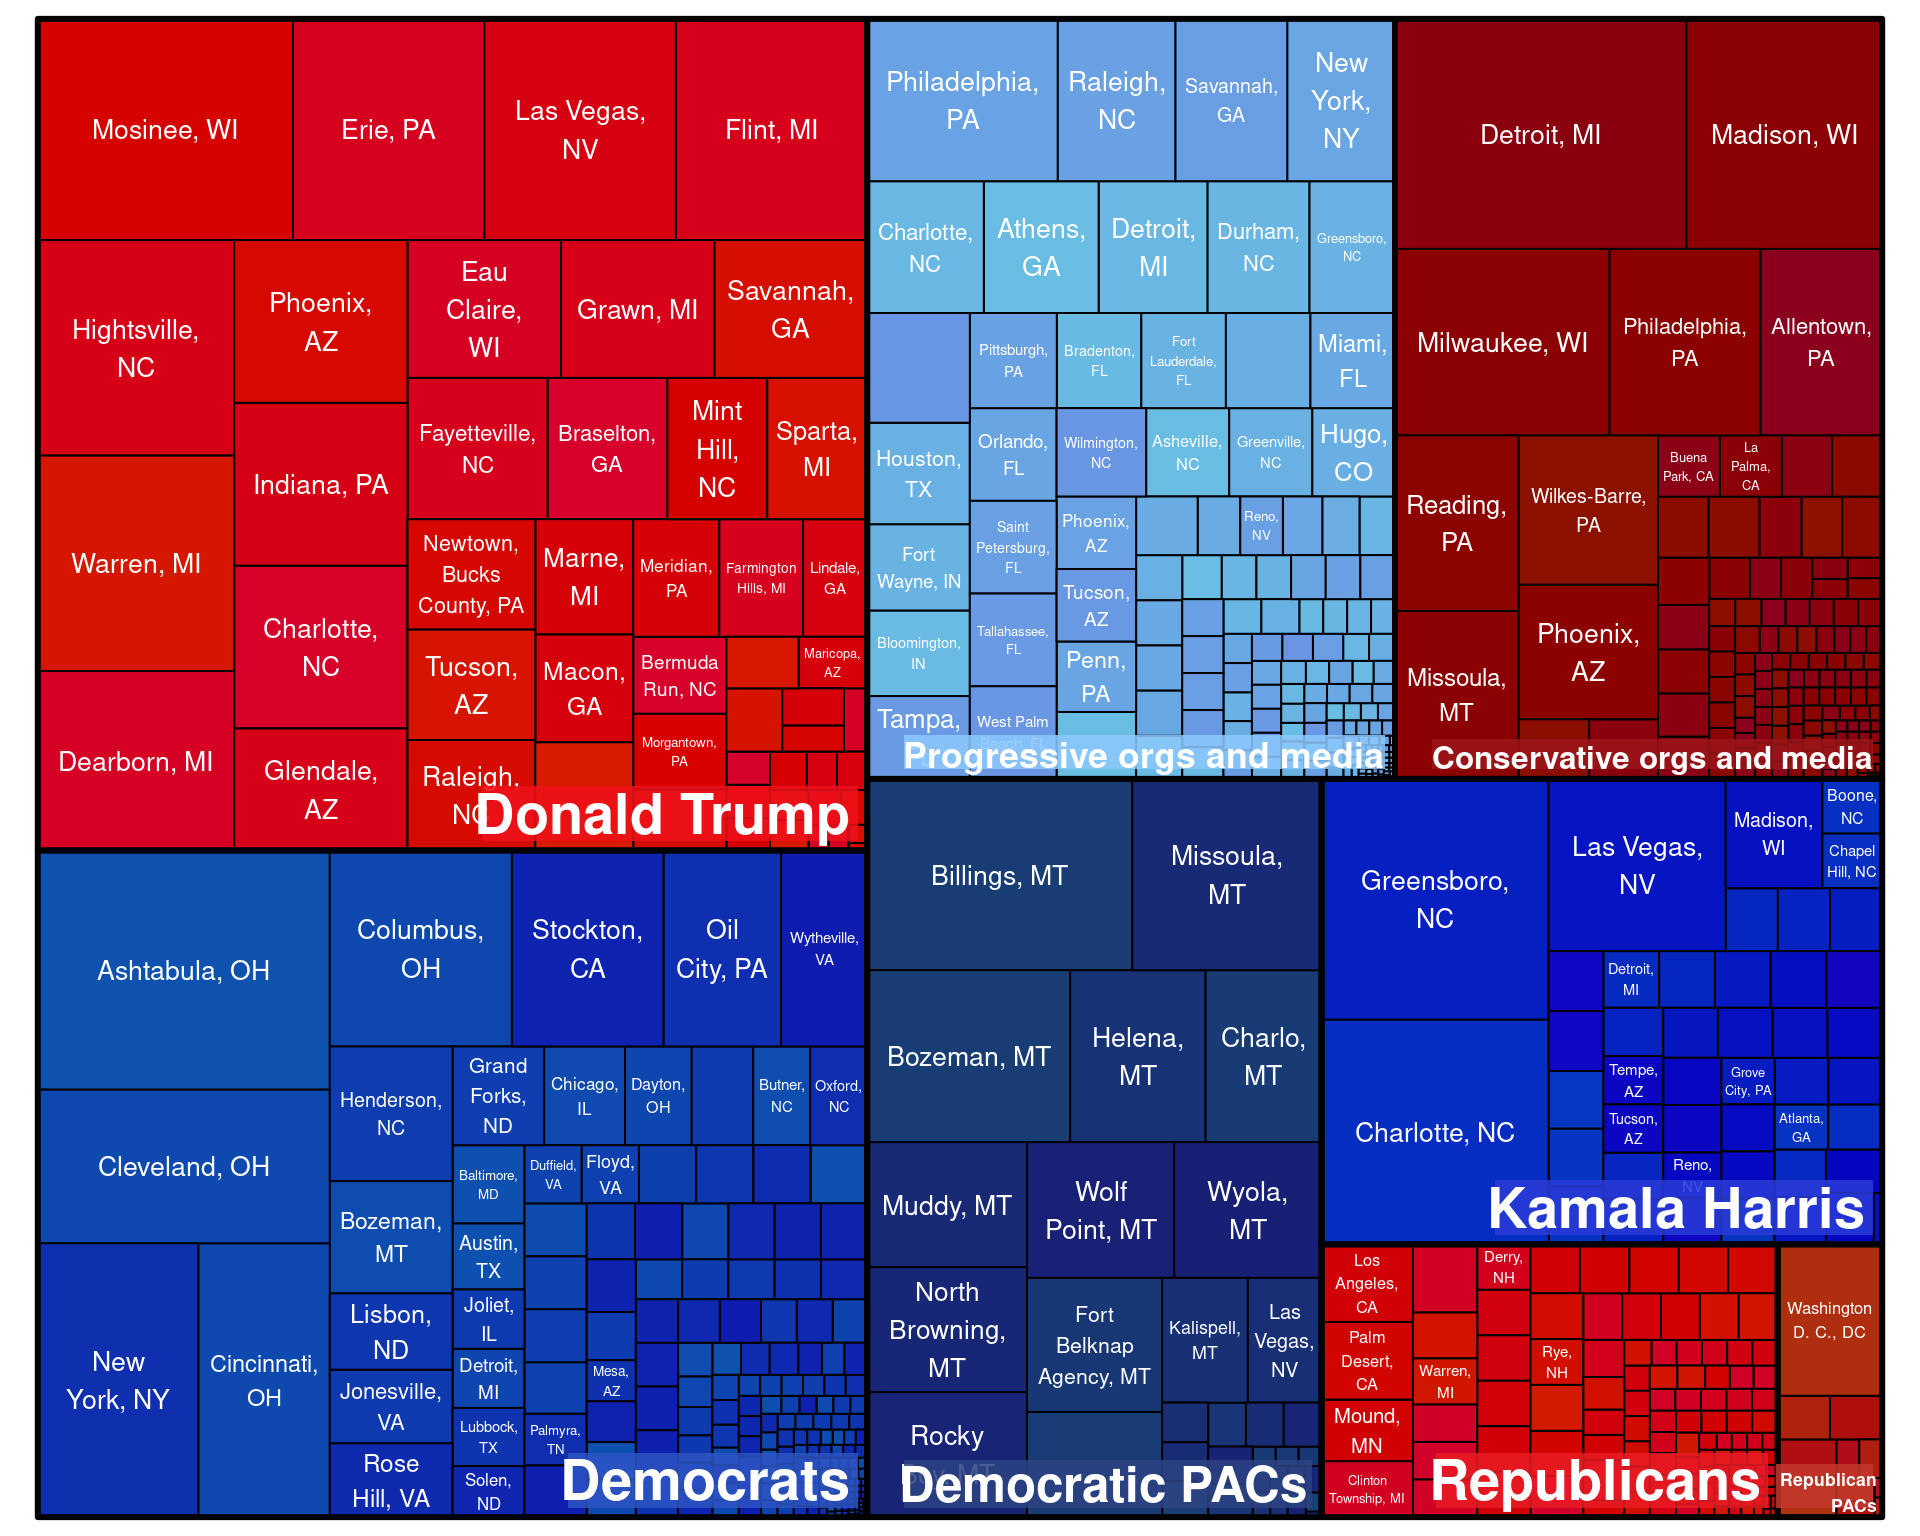 Mosinee, WI
Erie, PA
Las Vegas,
NV
Flint, MI
Hightsville,
NC
Phoenix,
AZ
Eau
Claire,
WI
Grawn, MI
Savannah,
GA
Indiana, PA
Fayetteville,
NC
Braselton,
GA
Mint
Hill,
NC
Sparta,
MI
Warren, MI
Charlotte,
NC
Newtown,
Bucks
County, PA
Marne,
MI
Meridian,
PA
Farmington
Hills, MI
Lindale,
GA
Tucson,
AZ
Macon,
GA
Bermuda
Run, NC
Maricopa,
AZ
Dearborn, MI
Glendale,
AZ
Raleigh,
NC
Morgantown,
PA
Donald Trump
Philadelphia,
PA
Raleigh,
NC
Savannah,
GA
New
York,
NY
Charlotte,
NC
Athens,
GA
Detroit,
MI
Durham,
NC
Greensboro,
NC
Pittsburgh,
PA
Bradenton,
FL
Fort
Lauderdale,
FL
Miami,
FL
Houston,
TX
Orlando,
FL
Wilmington,
NC
Asheville,
NC
Greenville,
NC
Hugo,
CO
Fort
Wayne, IN
Saint
Petersburg,
FL
Phoenix,
AZ
Reno,
NV
Tucson,
AZ
Bloomington,
IN
Tallahassee,
FL
Penn,
PA
Tampa,
West Palm
Beach, FL
Progressive orgs and media
Detroit, MI
Madison, WI
Milwaukee, WI
Philadelphia,
PA
Allentown,
PA
Reading,
PA
Wilkes-Barre,
PA
Buena
Park, CA
La
Palma,
CA
Missoula,
MT
Phoenix,
AZ
Conservative orgs and media
Ashtabula, OH
Columbus,
OH
Stockton,
CA
Oil
City, PA
Wytheville,
VA
Cleveland, OH
Henderson,
NC
Grand
Forks,
ND
Chicago,
IL
Dayton,
OH
Butner,
NC
Oxford,
NC
Baltimore,
MD
Duffield,
VA
Floyd,
VA
Bozeman,
MT
Austin,
TX
New
York, NY
Cincinnati,
OH
Lisbon,
ND
Joliet,
IL
Jonesville,
VA
Detroit,
MI
Mesa,
AZ
Rose
Hill, VA
Lubbock,
TX
Palmyra,
TN
Solen,
ND
Democrats
Billings, MT
Missoula,
MT
Bozeman, MT
Helena,
MT
Charlo,
MT
Muddy, MT
Wolf
Point, MT
Wyola,
MT
North
Browning,
MT
Fort
Belknap
Agency, MT
Kalispell,
MT
Las
Vegas,
NV
Rocky
Boy, MT
Democratic PACs
Greensboro,
NC
Las Vegas,
NV
Madison,
WI
Boone,
NC
Chapel
Hill, NC
Charlotte, NC
Detroit,
MI
Tempe,
AZ
Grove
City, PA
Tucson,
AZ
Atlanta,
GA
Reno,
NV
Kamala Harris
Los
Angeles,
CA
Derry,
NH
Palm
Desert,
CA
Warren,
MI
Rye,
NH
Mound,
MN
Clinton
Township, MI
Republicans
Washington
D. C., DC
Republican
PACs